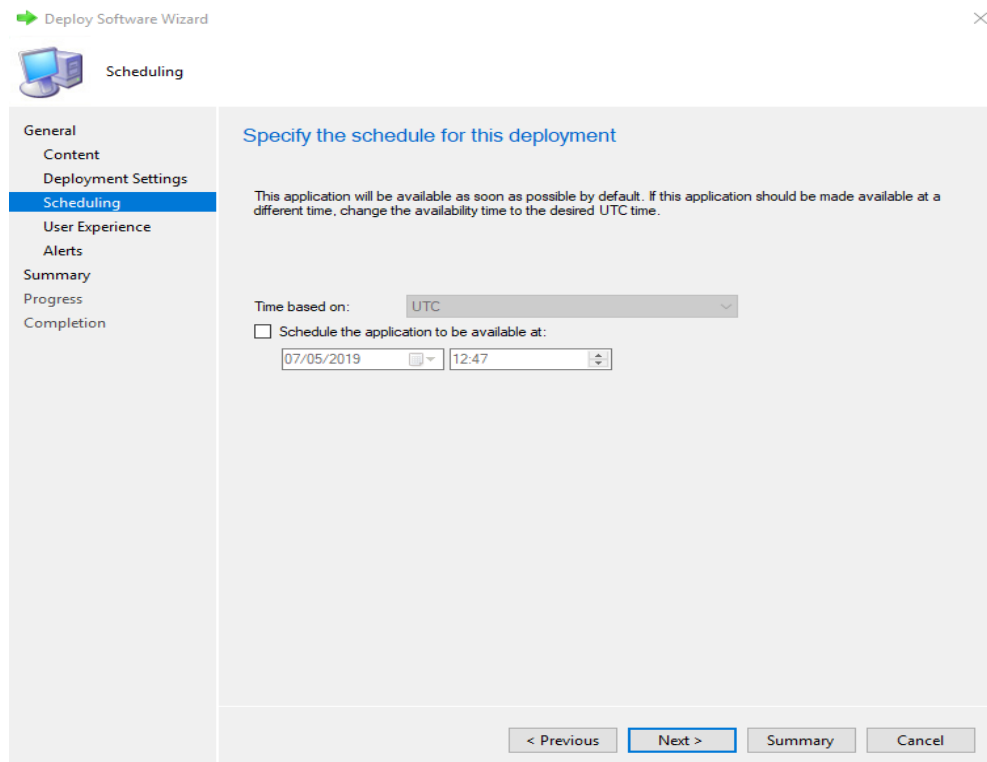 Deploy Software Wizard
Scheduling
General
Content
Deployment Settings
Scheduling
User Experience
Alerts
Summary
Progress
Completion
Specify the schedule for this deployment
This application will be available as soon as possible by default. If this application should be made available at a
different time, change the availability time to the desired UTC time.
Time based on: UTC
Schedule the application to be available at:
07/05/2019 12:47
< Previous Next > Summary Cancel